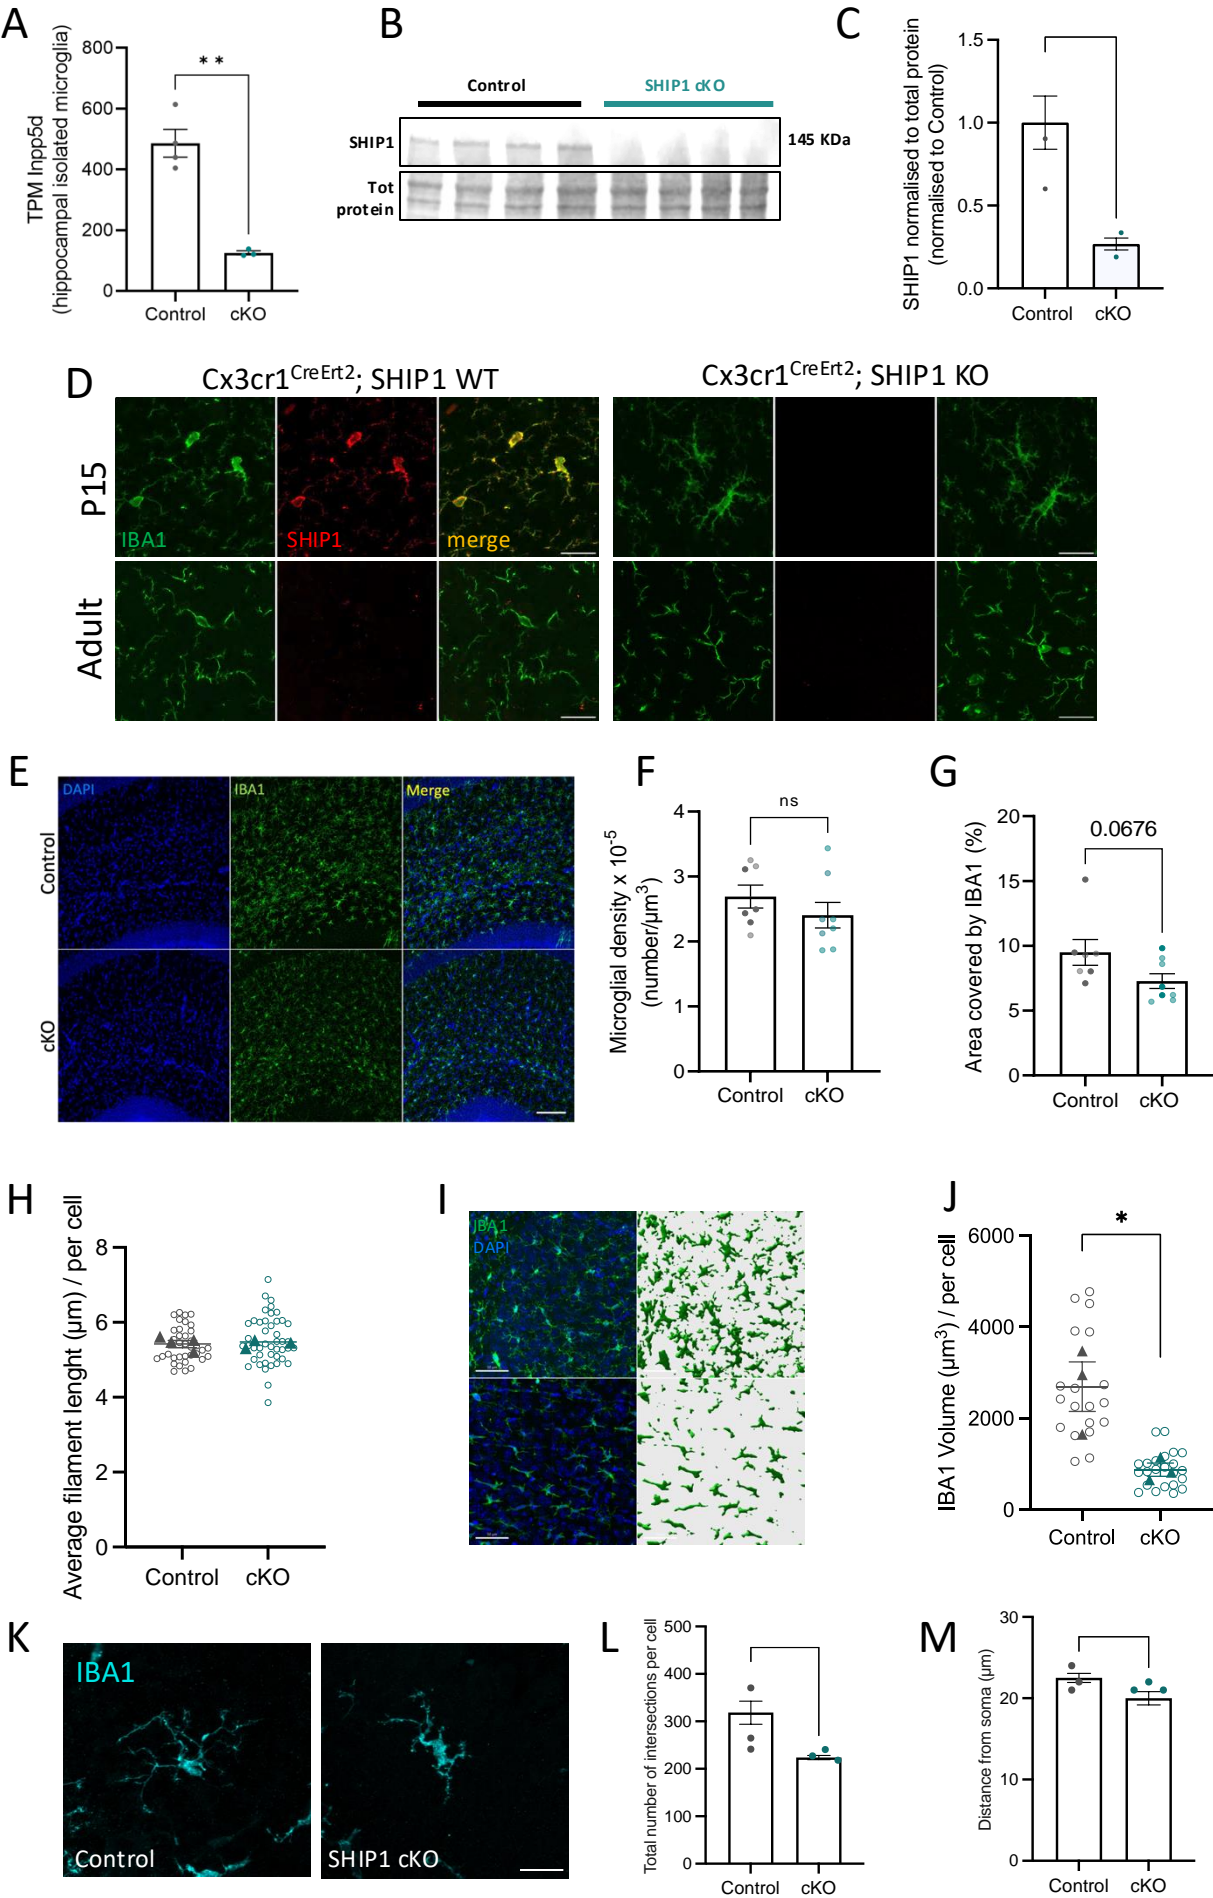 A
TPM Inpp5d
(hippocampal isolated microglia)
800
600
400
200
0
**
Control
cKO
B
Control
SHIP1 cKO
SHIP1
145 KDa
Tot
protein
C
SHIP1 normalised to total protein
(normalised to Control)
1.5
1.0
0.5
0.0
Control
cKO
D
Cx3cr1CreErt2; SHIP1 WT
Cx3cr1CreErt2; SHIP1 KO
P15
IBA1
SHIP1
merge
Adult
E
DAPI
IBA1
Merge
Control
cKO
F
Microglial density x 10-5
(number/µm3)
4
3
2
1
0
ns
Control
cKO
G
Area covered by IBA1 (%)
20
15
10
5
0
0.0676
Control
cKO
H
Average filament lenght (µm) / per cell
8
6
4
2
0
Control
cKO
I
IBA1
DAPI
J
IBA1 Volume (µm3) / per cell
6000
4000
2000
0
*
Control
cKO
K
IBA1
Control
SHIP1 cKO
L
Total number of intersections per cell
500
400
300
200
100
0
Control
cKO
M
Distance from soma (µm)
30
20
10
0
Control
cKO